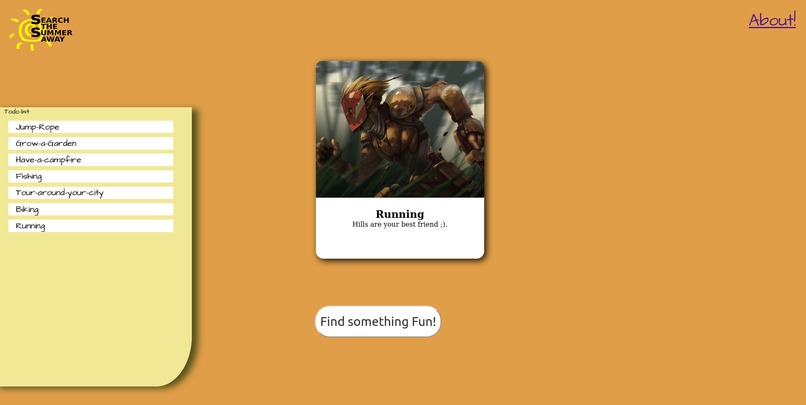 SEARCH
THE
SUMMER
AWAY
About!
Todo-list
Jump-Rope
Grow-a-Garden
Have-a-campfire
Fishing
Tour-around-your-city
Biking
Running
Running
Hills are your best friend ;).
Find something Fun!